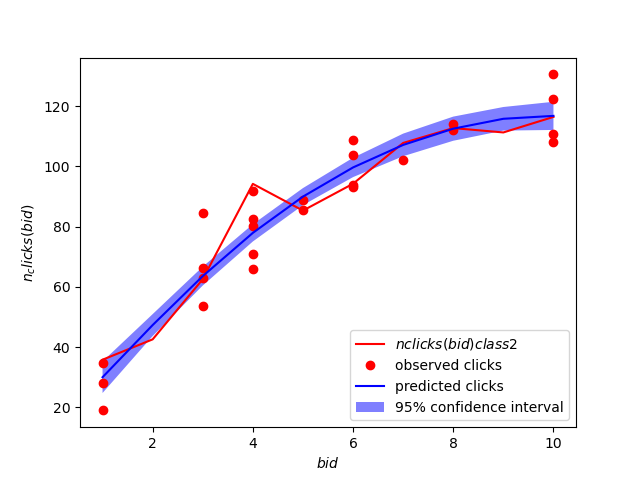 120
100
80
60
40
20
n_clicks(bid)
2
4
6
8
10
bid
nclicks(bid)class2
observed clicks
predicted clicks
95% confidence interval